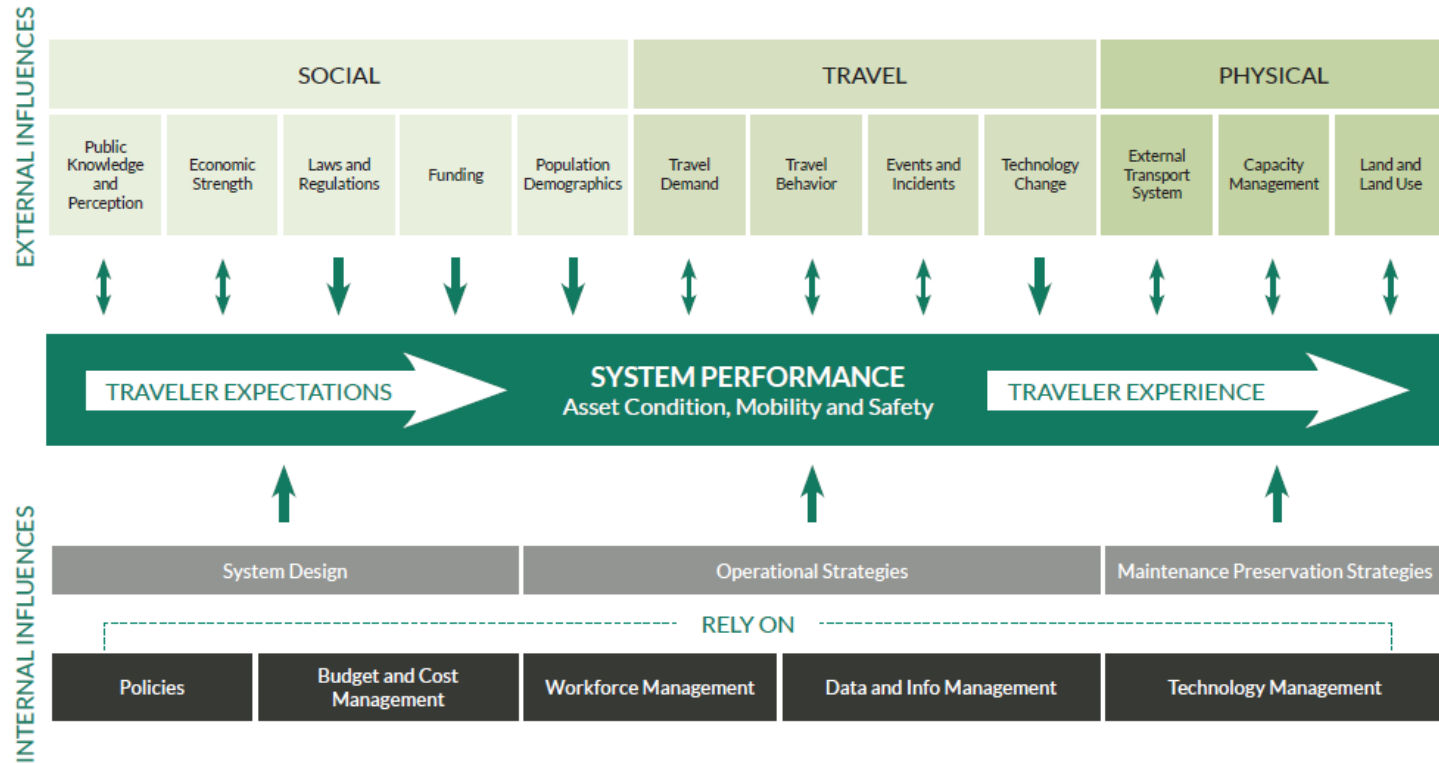 EXTERNAL INFLUENCES
SOCIAL
TRAVEL
PHYSICAL
Public
Knowledge
and
Perception
Economic
Strength
Laws and
Regulations
Funding
Population
Demographics
Travel
Demand
Travel
Behavior
Events and
Incidents
Technology
Change
External
Transport
System
Capacity
Management
Land and
Land Use
TRAVELER EXPECTATIONS
SYSTEM PERFORMANCE
Asset Condition, Mobility and Safety
TRAVELER EXPERIENCE
INTERNAL INFLUENCES
System Design
Operational Strategies
Maintenance Preservation Strategies
RELY ON
Policies
Budget and Cost
Management
Workforce Management
Data and Info Management
Technology Management